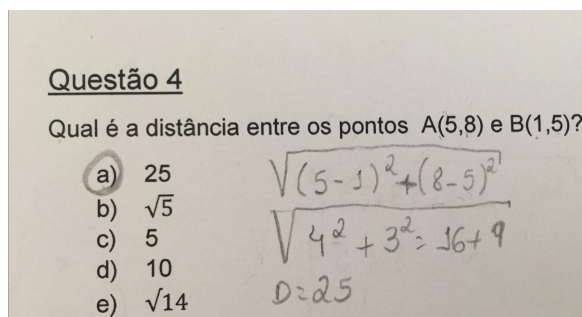 Questão 4
Qual é a distância entre os pontos A(5,8) e B(1,5)?
a) 25
b) √5
c) 5
d) 10
e) √14
√(5-1)²+(8-5)²
√4²+3²=16+9
D=25